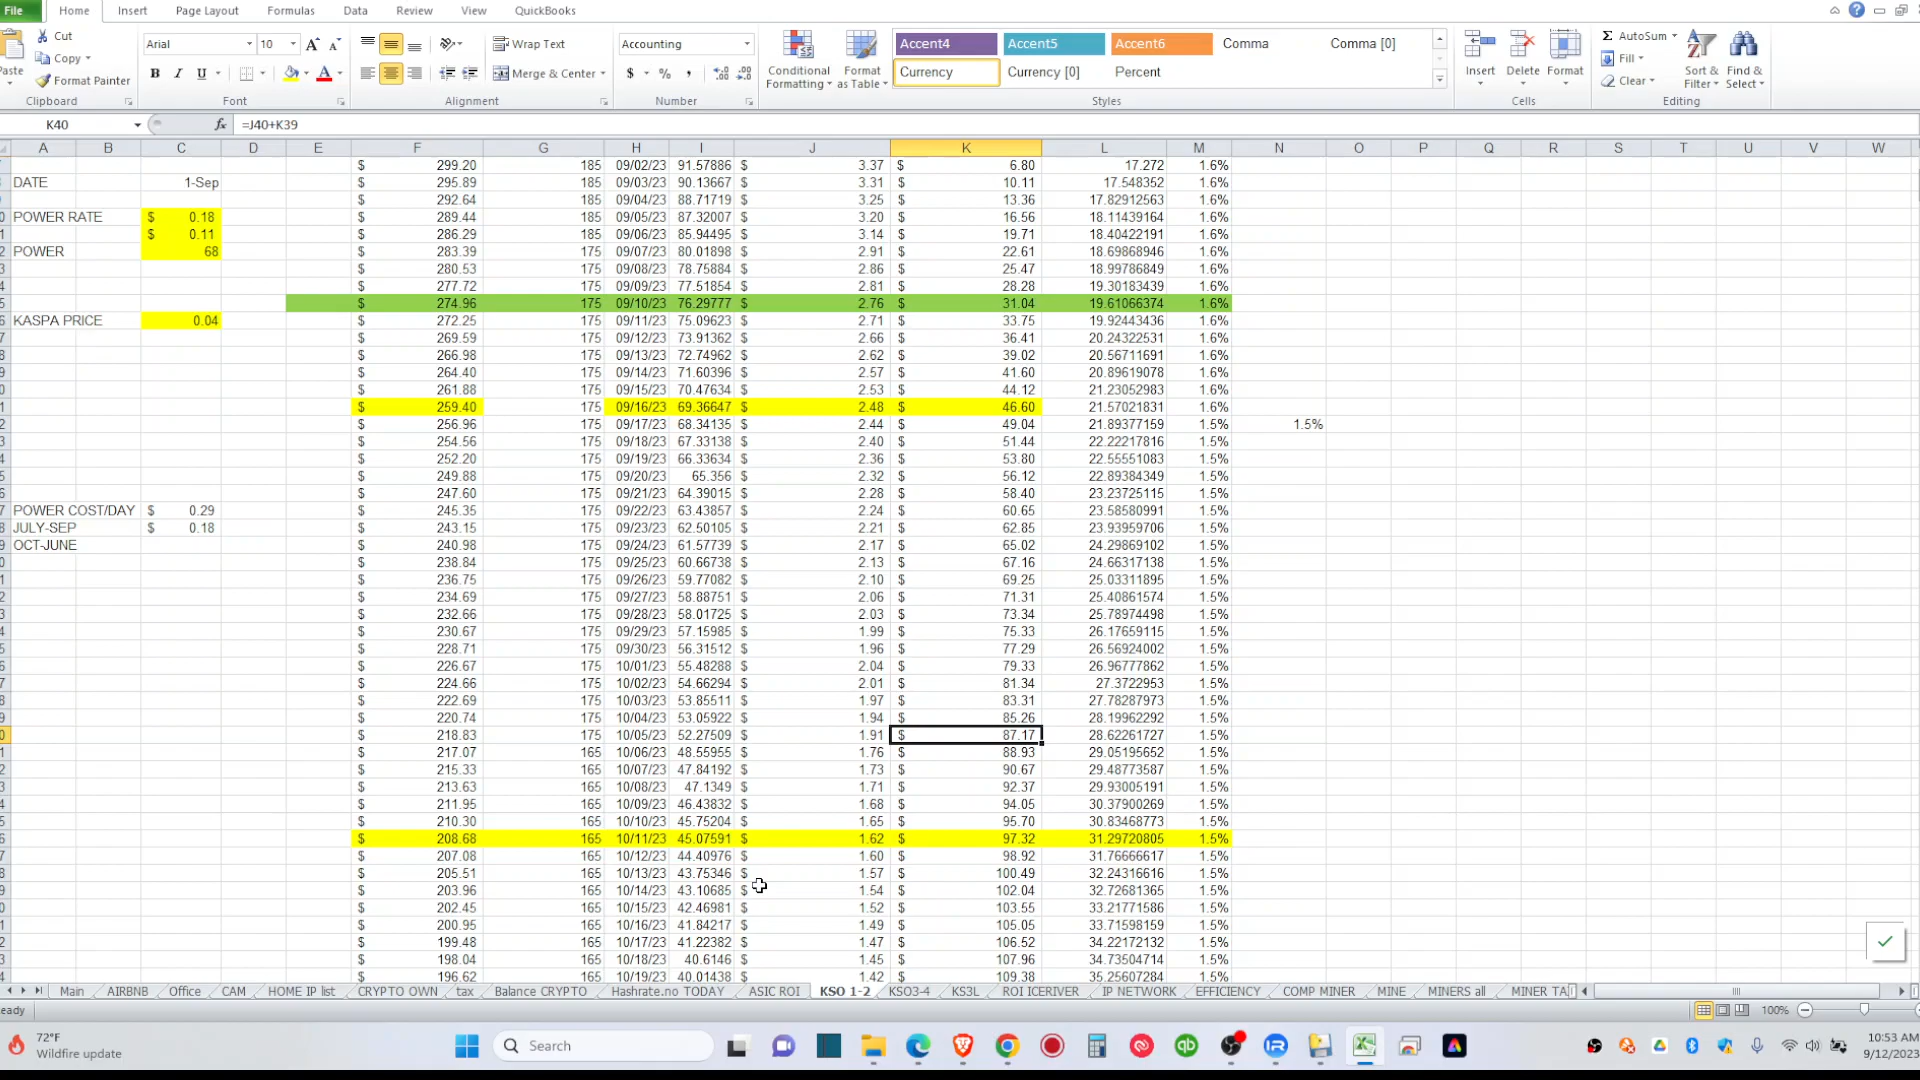 File Home Insert Page Layout Formulas Data Review View QuickBooks
Cut Arial 10 Wrap Text Accounting Accent4 Accent5 Accent6 Comma Comma [0] AutoSum
Paste Copy Format Painter B I U Merge & Center $ % , Conditional Formatting Format as Table Currency Currency [0] Percent Insert Delete Format Fill Clear Sort & Filter Find & Select
Clipboard Font Alignment Number Styles Cells Editing
K40 fx =J40+K39
A B C D E F G H I J K L M N O P Q R S T U V W
$ 299.20 185 09/02/23 91.57886 $ 3.37 $ 6.80 17.272 1.6%
DATE 1-Sep $ 295.89 185 09/03/23 90.13667 $ 3.31 $ 10.11 17.548352 1.6%
$ 292.64 185 09/04/23 88.71719 $ 3.25 $ 13.36 17.82912563 1.6%
POWER RATE $ 0.18 $ 289.44 185 09/05/23 87.32007 $ 3.20 $ 16.56 18.11439164 1.6%
$ 0.11 $ 286.29 185 09/06/23 85.94495 $ 3.14 $ 19.71 18.40422191 1.6%
POWER 68 $ 283.39 175 09/07/23 80.01898 $ 2.91 $ 22.61 18.69868946 1.6%
$ 280.53 175 09/08/23 78.75884 $ 2.86 $ 25.47 18.99786849 1.6%
$ 277.72 175 09/09/23 77.51854 $ 2.81 $ 28.28 19.30183439 1.6%
$ 274.96 175 09/10/23 76.29777 $ 2.76 $ 31.04 19.61066374 1.6%
KASPA PRICE 0.04 $ 272.25 175 09/11/23 75.09623 $ 2.71 $ 33.75 19.92443436 1.6%
$ 269.59 175 09/12/23 73.91362 $ 2.66 $ 36.41 20.24322531 1.6%
$ 266.98 175 09/13/23 72.74962 $ 2.62 $ 39.02 20.56711691 1.6%
$ 264.40 175 09/14/23 71.60396 $ 2.57 $ 41.60 20.89619078 1.6%
$ 261.88 175 09/15/23 70.47634 $ 2.53 $ 44.12 21.23052983 1.6%
$ 259.40 175 09/16/23 69.36647 $ 2.48 $ 46.60 21.57021831 1.6%
$ 256.96 175 09/17/23 68.34135 $ 2.44 $ 49.04 21.89377159 1.5% 1.5%
$ 254.56 175 09/18/23 67.33138 $ 2.40 $ 51.44 22.22217816 1.5%
$ 252.20 175 09/19/23 66.33634 $ 2.36 $ 53.80 22.55551083 1.5%
$ 249.88 175 09/20/23 65.356 $ 2.32 $ 56.12 22.89384349 1.5%
$ 247.60 175 09/21/23 64.39015 $ 2.28 $ 58.40 23.23725115 1.5%
POWER COST/DAY $ 0.29 $ 245.35 175 09/22/23 63.43857 $ 2.24 $ 60.65 23.58580991 1.5%
JULY-SEP $ 0.18 $ 243.15 175 09/23/23 62.50105 $ 2.21 $ 62.85 23.93959706 1.5%
OCT-JUNE $ 240.98 175 09/24/23 61.57739 $ 2.17 $ 65.02 24.29869102 1.5%
$ 238.84 175 09/25/23 60.66738 $ 2.13 $ 67.16 24.66317138 1.5%
$ 236.75 175 09/26/23 59.77082 $ 2.10 $ 69.25 25.03311895 1.5%
$ 234.69 175 09/27/23 58.88751 $ 2.06 $ 71.31 25.40861574 1.5%
$ 232.66 175 09/28/23 58.01725 $ 2.03 $ 73.34 25.78974498 1.5%
$ 230.67 175 09/29/23 57.15985 $ 1.99 $ 75.33 26.17659115 1.5%
$ 228.71 175 09/30/23 56.31512 $ 1.96 $ 77.29 26.56924002 1.5%
$ 226.67 175 10/01/23 55.48288 $ 2.04 $ 79.33 26.96777862 1.5%
$ 224.66 175 10/02/23 54.66294 $ 2.01 $ 81.34 27.3722953 1.5%
$ 222.69 175 10/03/23 53.85511 $ 1.97 $ 83.31 27.78287973 1.5%
$ 220.74 175 10/04/23 53.05922 $ 1.94 $ 85.26 28.19962292 1.5%
$ 218.83 175 10/05/23 52.27509 $ 1.91 $ 87.17 28.62261727 1.5%
$ 217.07 165 10/06/23 48.55955 $ 1.76 $ 88.93 29.05195652 1.5%
$ 215.33 165 10/07/23 47.84192 $ 1.73 $ 90.67 29.48773587 1.5%
$ 213.63 165 10/08/23 47.1349 $ 1.71 $ 92.37 29.93005191 1.5%
$ 211.95 165 10/09/23 46.43832 $ 1.68 $ 94.05 30.37900269 1.5%
$ 210.30 165 10/10/23 45.75204 $ 1.65 $ 95.70 30.83468773 1.5%
$ 208.68 165 10/11/23 45.07591 $ 1.62 $ 97.32 31.29720805 1.5%
$ 207.08 165 10/12/23 44.40976 $ 1.60 $ 98.92 31.76666617 1.5%
$ 205.51 165 10/13/23 43.75346 $ 1.57 $ 100.49 32.24316616 1.5%
$ 203.96 165 10/14/23 43.10685 $ 1.54 $ 102.04 32.72681365 1.5%
$ 202.45 165 10/15/23 42.46981 $ 1.52 $ 103.55 33.21771586 1.5%
$ 200.95 165 10/16/23 41.84217 $ 1.49 $ 105.05 33.71598159 1.5%
$ 199.48 165 10/17/23 41.22382 $ 1.47 $ 106.52 34.22172132 1.5%
$ 198.04 165 10/18/23 40.6146 $ 1.45 $ 107.96 34.73504714 1.5%
$ 196.62 165 10/19/23 40.01438 $ 1.42 $ 109.38 35.25607284 1.5%
Main AIRBNB Office CAM HOME IP list CRYPTO OWN tax Balance CRYPTO Hashrate.no TODAY ASIC ROI KSO 1-2 KSO3-4 KS3L ROI ICERIVER IP NETWORK EFFICIENCY COMP MINER MINE MINERS all MINER TA
eady 100%
72°F
Wildfire update
Search
10:53 AM
9/12/2023